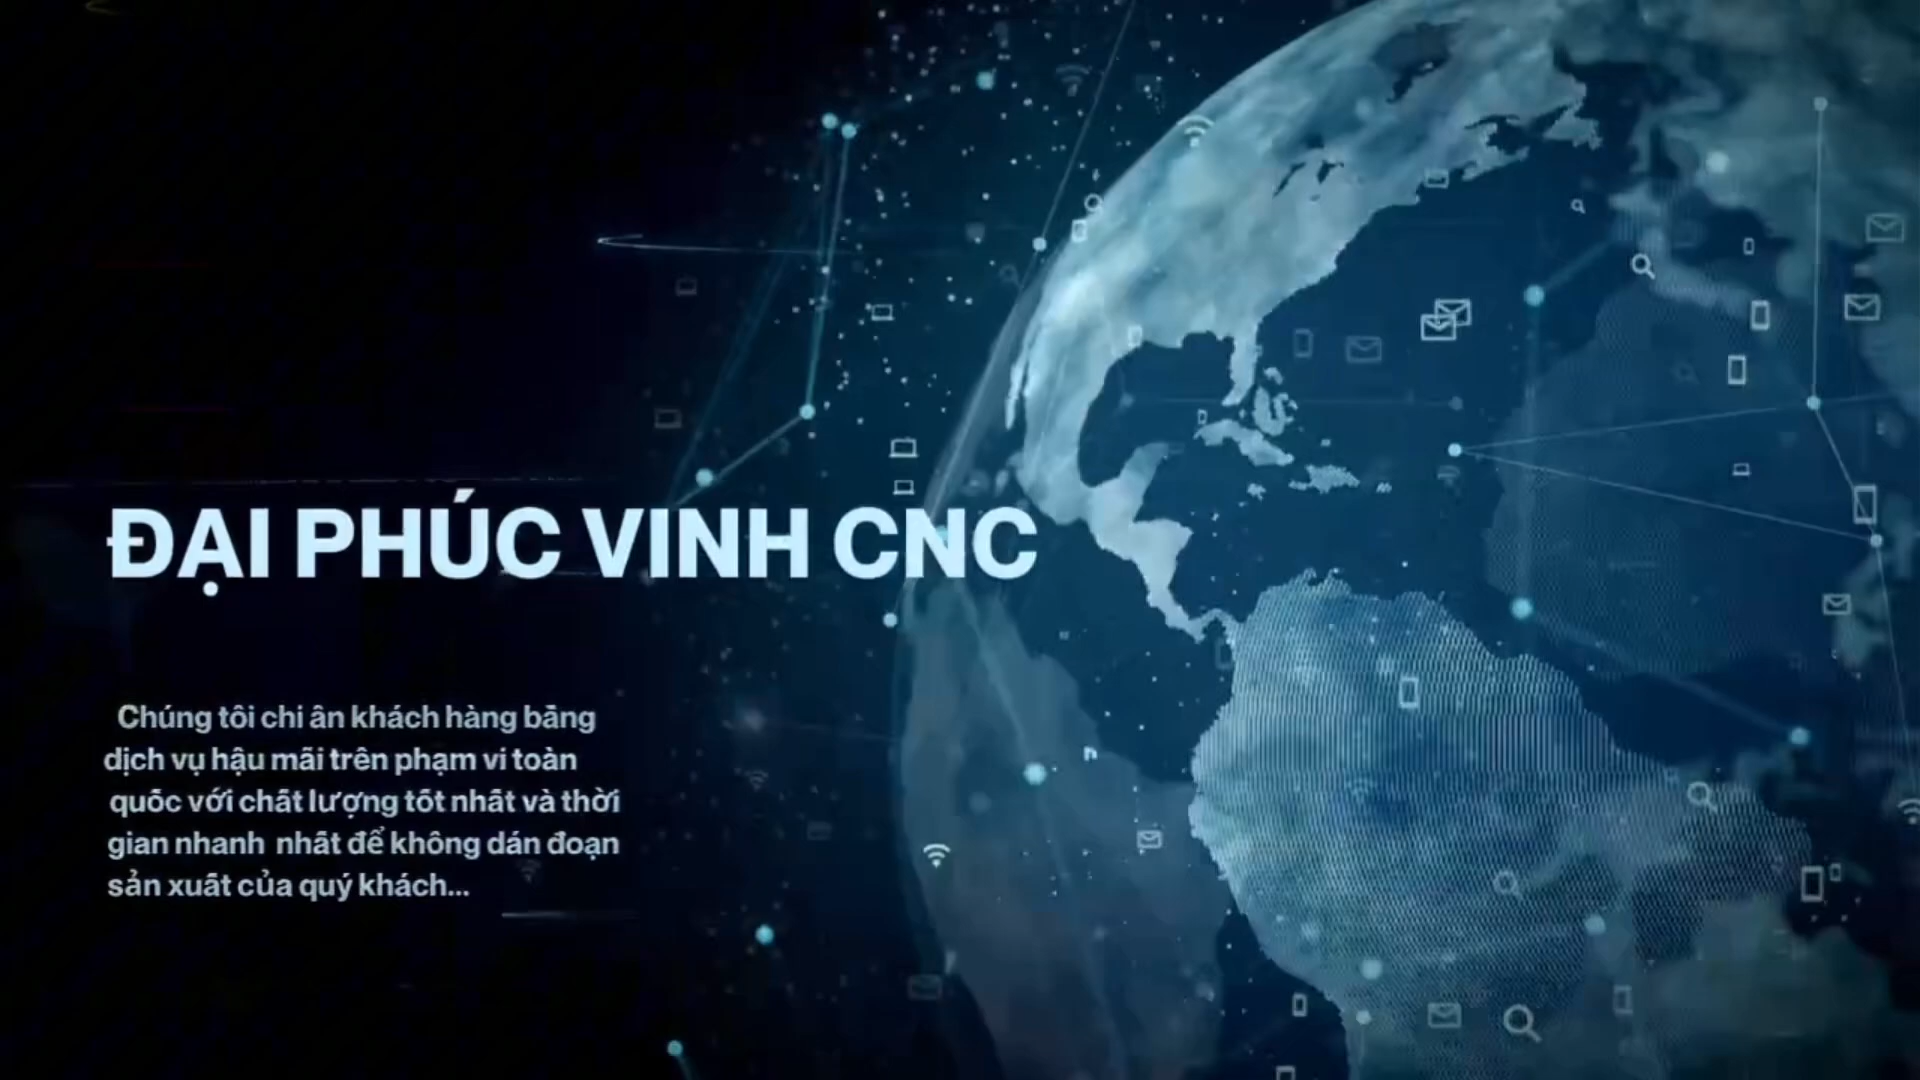 ĐẠI PHÚC VINH CNC
Chúng tôi chi ân khách hàng bằng
dịch vụ hậu mãi trên phạm vi toàn
quốc với chất lượng tốt nhất và thời
gian nhanh nhất để không dán đoạn
sản xuất của quý khách...